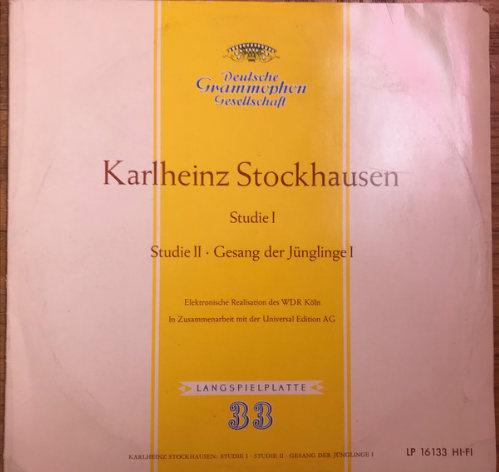 Deutsche
Grammophon
Gesellschaft
Karlheinz Stockhausen
Studie I
Studie II · Gesang der Jünglinge I
Elektronische Realisation des WDR Köln
In Zusammenarbeit mit der Universal Edition AG
LANGSPIELPLATTE
33
KARLHEINZ STOCKHAUSEN: STUDIE I · STUDIE II · GESANG DER JÜNGLINGE I
LP 16133 HI-FI